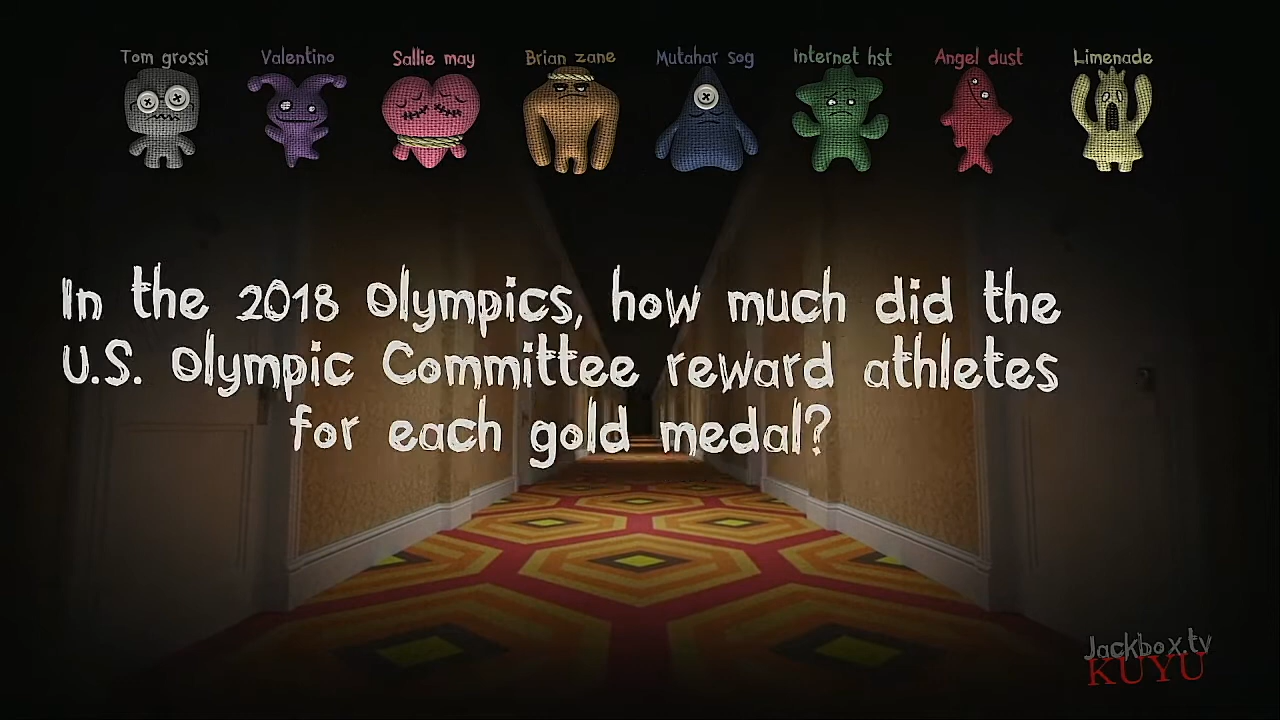 Tom grossi Valentino Sallie may Brian zane Mutahar sog Internet hst Angel dust Limenade
In the 2018 Olympics, how much did the
U.S. Olympic Committee reward athletes
for each gold medal?
Jackbox.tv
KUYU